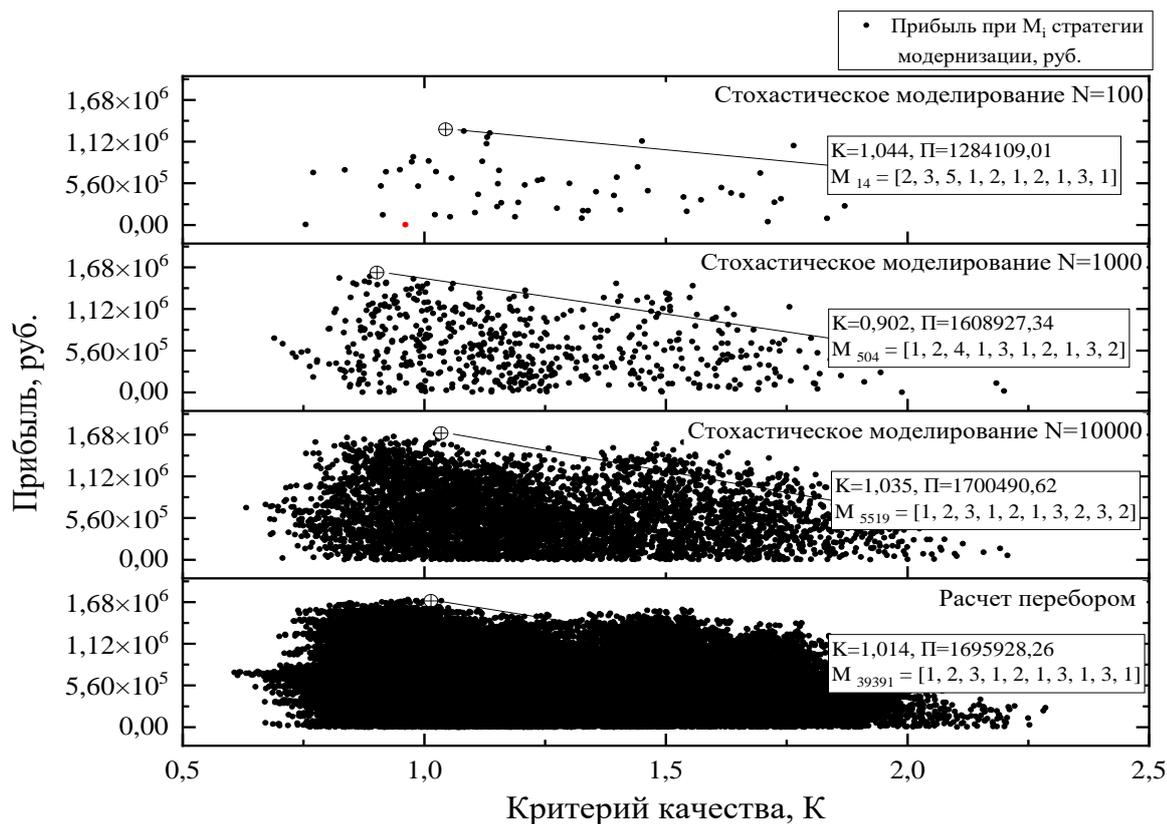 Прибыль при Mᵢ стратегии
модернизации, руб.
Прибыль, руб.
Стохастическое моделирование N=100
1,68×10⁶
1,12×10⁶
5,60×10⁵
0,00
K=1,044, П=1284109,01
M ₁₄ = [2, 3, 5, 1, 2, 1, 2, 1, 3, 1]
Стохастическое моделирование N=1000
1,68×10⁶
1,12×10⁶
5,60×10⁵
0,00
K=0,902, П=1608927,34
M ₅₀₄ = [1, 2, 4, 1, 3, 1, 2, 1, 3, 2]
Стохастическое моделирование N=10000
1,68×10⁶
1,12×10⁶
5,60×10⁵
0,00
K=1,035, П=1700490,62
M ₅₅₁₉ = [1, 2, 3, 1, 2, 1, 3, 2, 3, 2]
Расчет перебором
1,68×10⁶
1,12×10⁶
5,60×10⁵
0,00
K=1,014, П=1695928,26
M ₃₉₃₉₁ = [1, 2, 3, 1, 2, 1, 3, 1, 3, 1]
0,5 1,0 1,5 2,0 2,5
Критерий качества, К